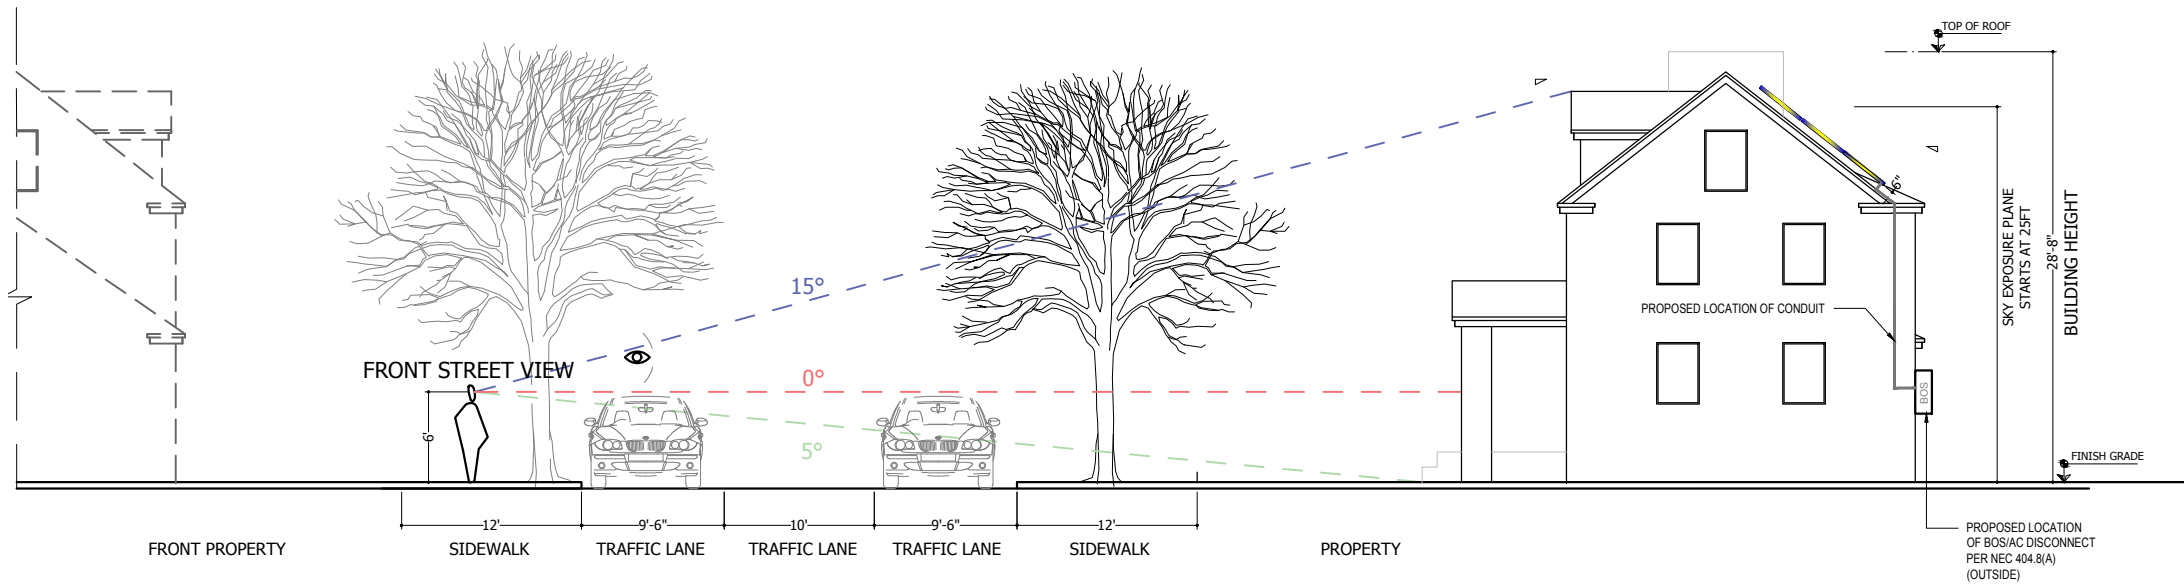 TOP OF ROOF
6"
SKY EXPOSURE PLANE
STARTS AT 25FT
28'-8"
BUILDING HEIGHT
15°
PROPOSED LOCATION OF CONDUIT
FRONT STREET VIEW
0°
BOS
6'
5°
FINISH GRADE
12'
9'-6"
10'
9'-6"
12'
FRONT PROPERTY
SIDEWALK
TRAFFIC LANE
TRAFFIC LANE
TRAFFIC LANE
SIDEWALK
PROPERTY
PROPOSED LOCATION
OF BOS/AC DISCONNECT
PER NEC 404.8(A)
(OUTSIDE)